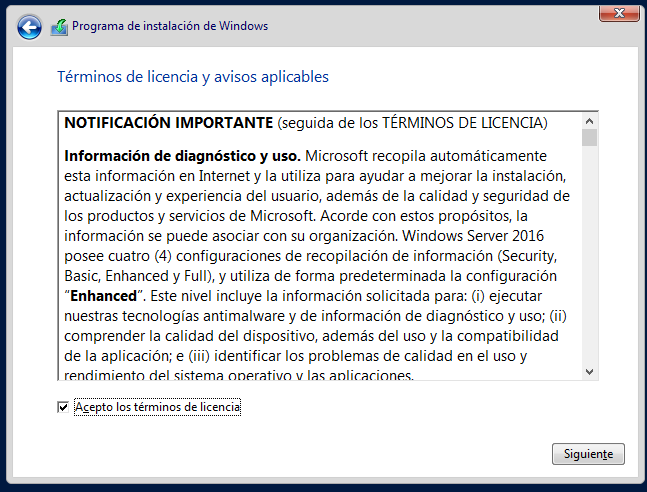 Programa de instalación de Windows
Términos de licencia y avisos aplicables
NOTIFICACIÓN IMPORTANTE (seguida de los TÉRMINOS DE LICENCIA)
Información de diagnóstico y uso. Microsoft recopila automáticamente
esta información en Internet y la utiliza para ayudar a mejorar la instalación,
actualización y experiencia del usuario, además de la calidad y seguridad de
los productos y servicios de Microsoft. Acorde con estos propósitos, la
información se puede asociar con su organización. Windows Server 2016
posee cuatro (4) configuraciones de recopilación de información (Security,
Basic, Enhanced y Full), y utiliza de forma predeterminada la configuración
“Enhanced”. Este nivel incluye la información solicitada para: (i) ejecutar
nuestras tecnologías antimalware y de información de diagnóstico y uso; (ii)
comprender la calidad del dispositivo, además del uso y la compatibilidad
de la aplicación; e (iii) identificar los problemas de calidad en el uso y
rendimiento del sistema operativo y las aplicaciones.
Acepto los términos de licencia
Siguiente